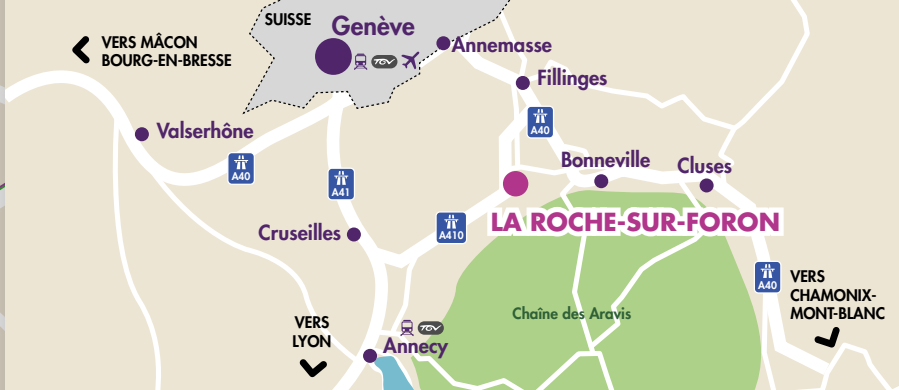 SUISSE
Genève
TGV
VERS MÂCON
BOURG-EN-BRESSE
Annemasse
Fillinges
A40
Valserhône
A40
A41
Bonneville
Cluses
LA ROCHE-SUR-FORON
Cruseilles
A410
A40
VERS
CHAMONIX-
MONT-BLANC
Chaîne des Aravis
VERS
LYON
TGV
Annecy